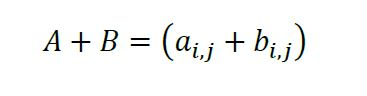 A + B = (a_{i,j} + b_{i,j})